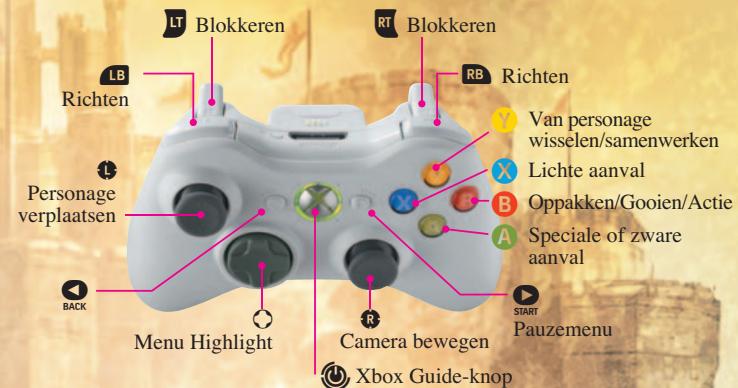 LT Blokkeren
RT Blokkeren
LB
Richten
RB Richten
Y Van personage
wisselen/samenwerken
L
Personage
verplaatsen
X Lichte aanval
B Oppakken/Gooien/Actie
A Speciale of zware
aanval
BACK
START
Pauzemenu
Menu Highlight
R
Camera bewegen
Xbox Guide-knop